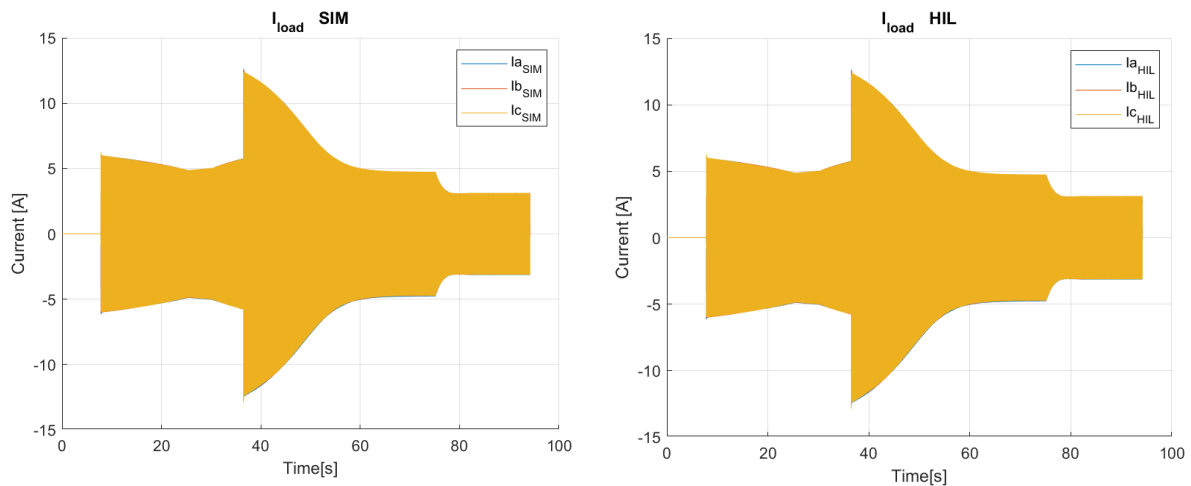 I_load SIM
Current [A]
15
10
5
0
-5
-10
-15
Ia_SIM
Ib_SIM
Ic_SIM
0 20 40 60 80 100
Time[s]
I_load HIL
Current [A]
15
10
5
0
-5
-10
-15
Ia_HIL
Ib_HIL
Ic_HIL
0 20 40 60 80 100
Time[s]